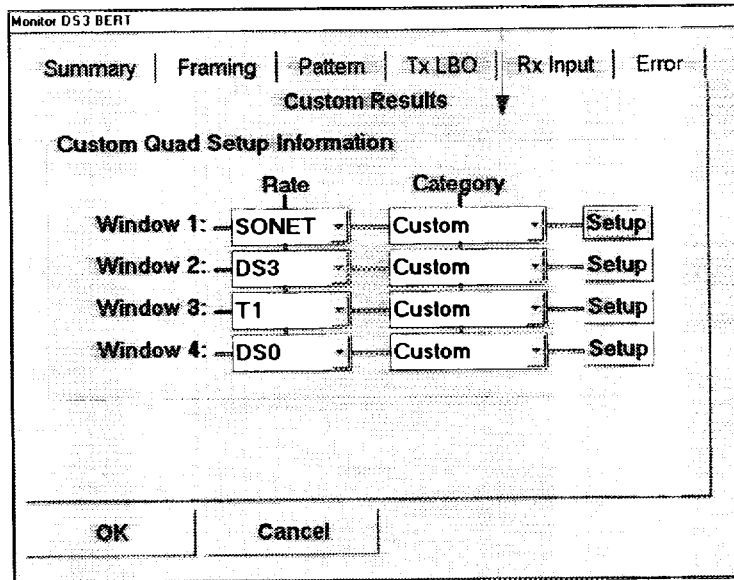 Monitor DS3 BERT
Summary | Framing | Pattern | Tx LBO | Rx Input | Error |
Custom Results
Custom Quad Setup Information
Rate Category
Window 1: SONET Custom Setup
Window 2: DS3 Custom Setup
Window 3: T1 Custom Setup
Window 4: DS0 Custom Setup
OK Cancel